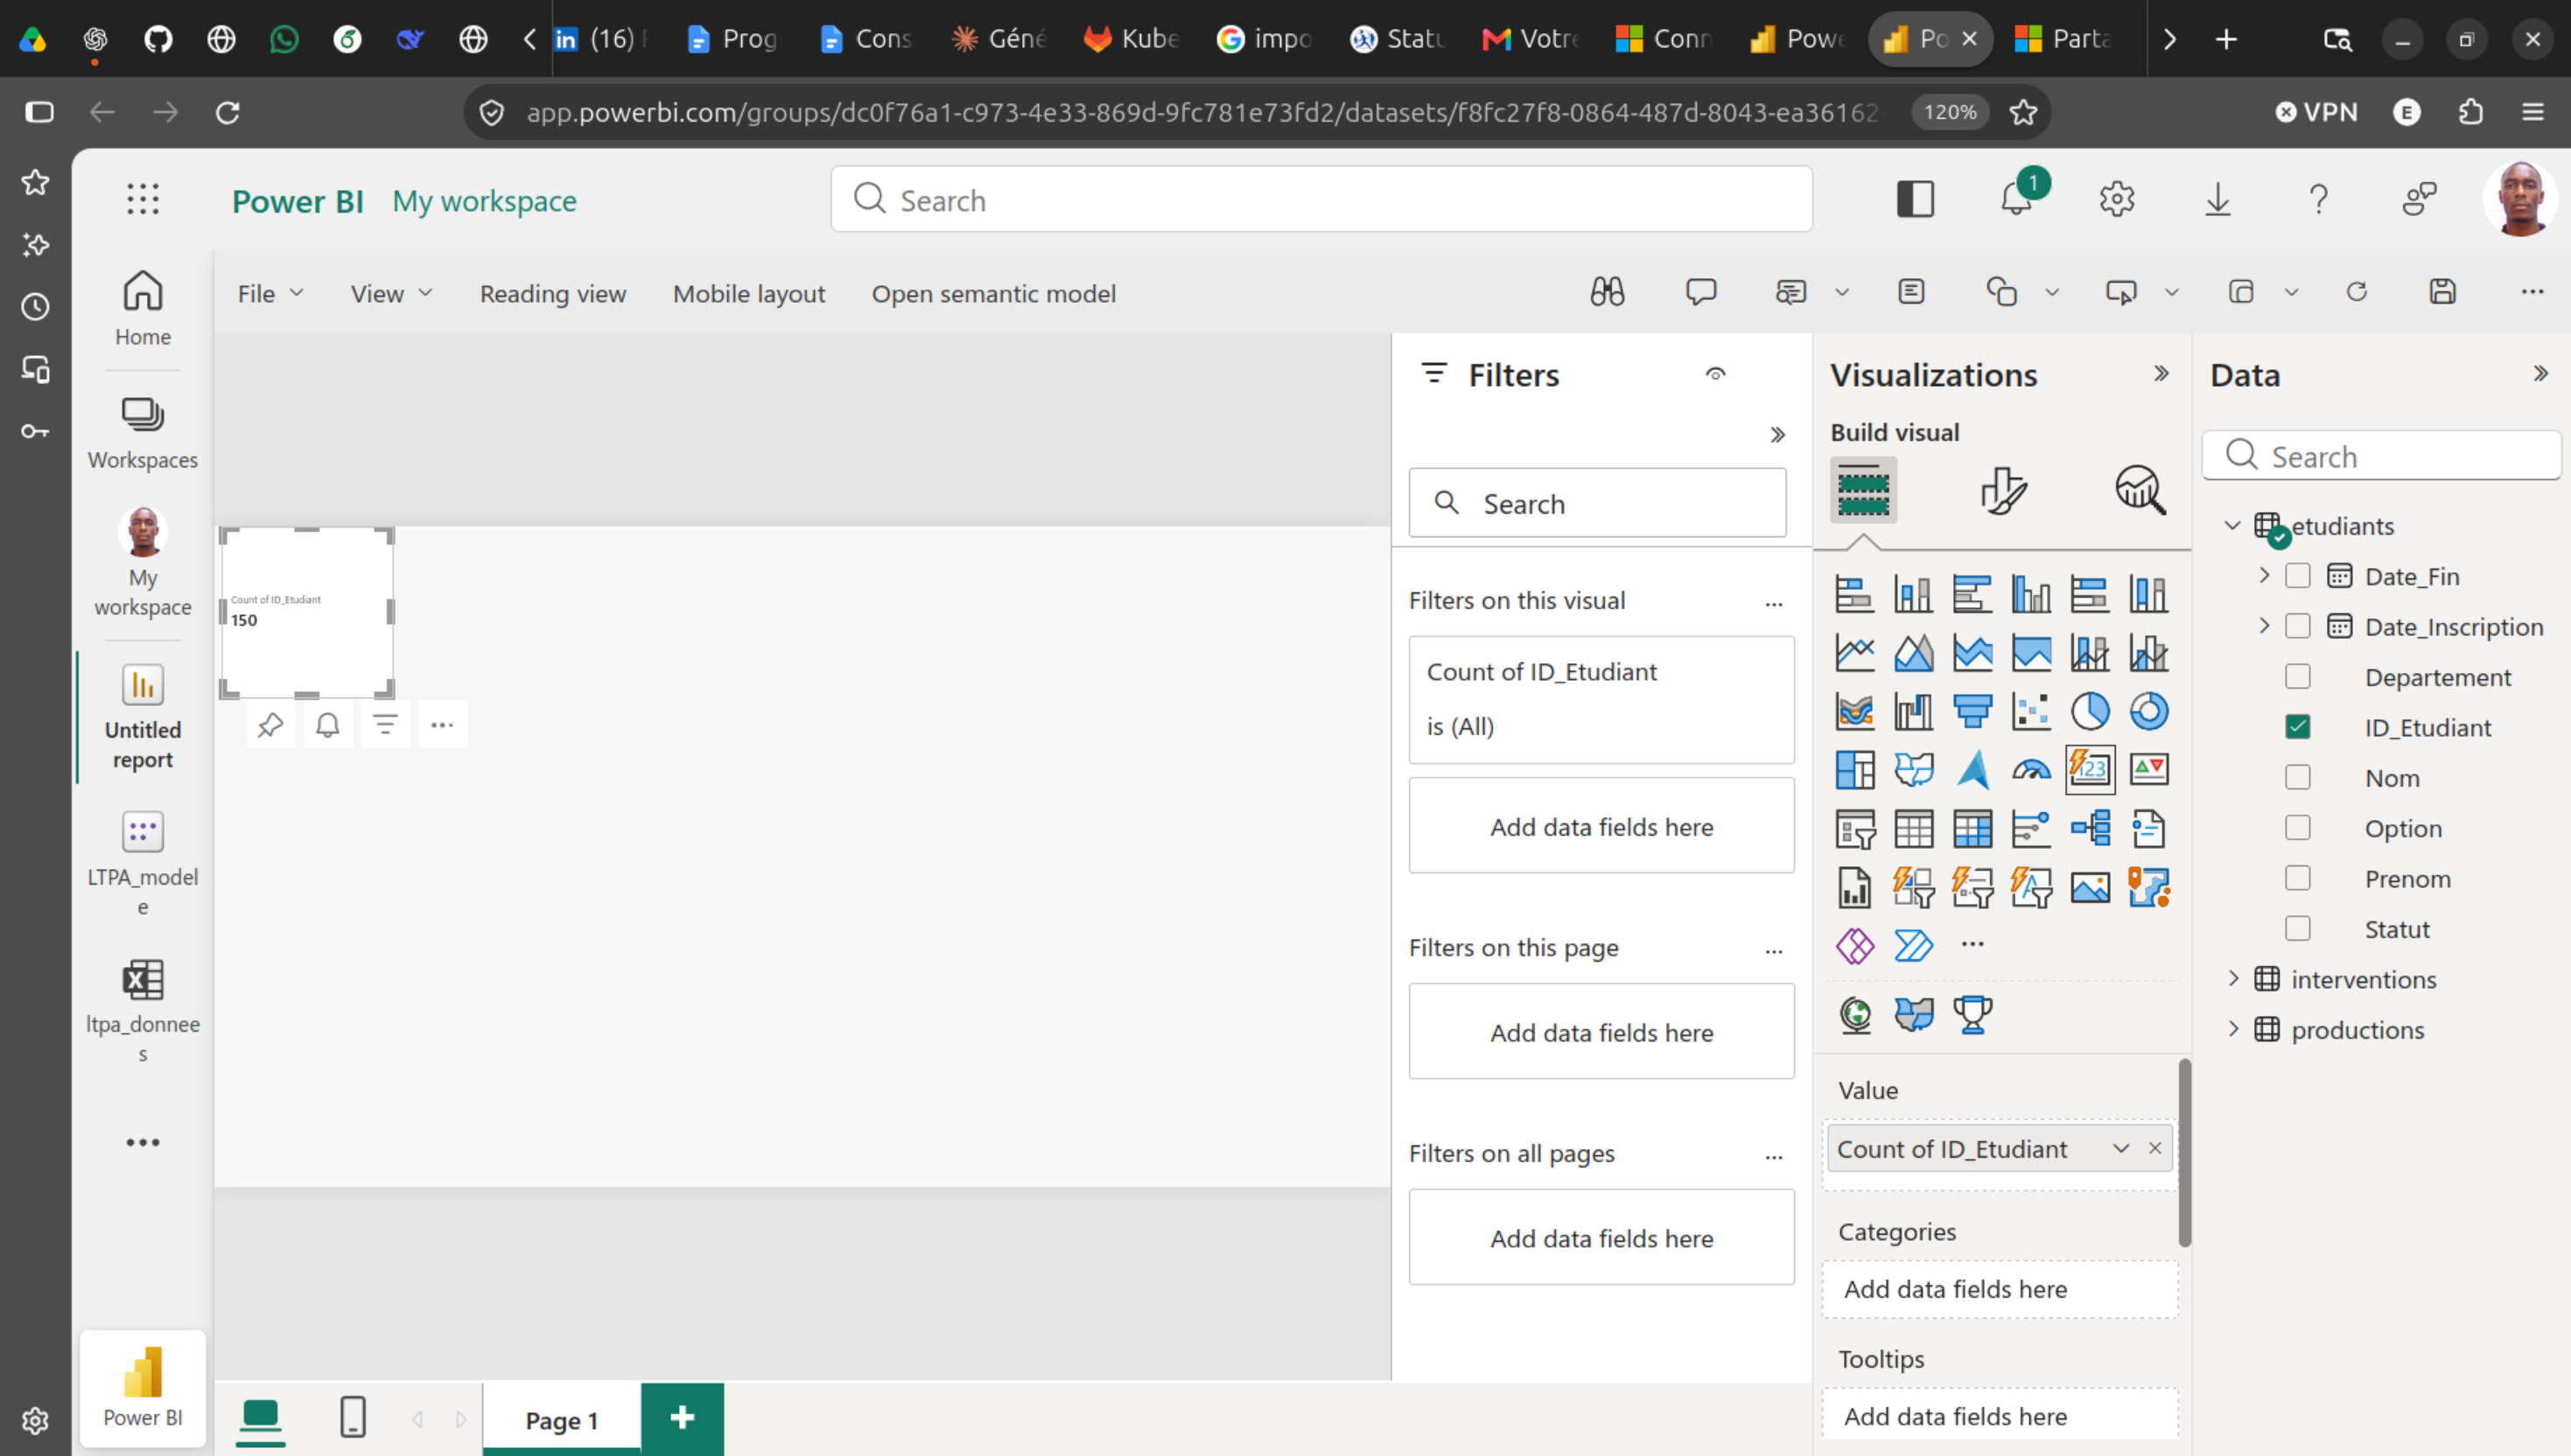 (16)
Prog
Cons
Géné
Kube
impo
Statu
Votre
Conn
Powe
Po
Parta
app.powerbi.com/groups/dc0f76a1-c973-4e33-869d-9fc781e73fd2/datasets/f8fc27f8-0864-487d-8043-ea36162
120%
VPN
E
Power BI
My workspace
Search
1
Home
Workspaces
My
workspace
Untitled
report
LTPA_model
e
ltpa_donnee
s
Power BI
File
View
Reading view
Mobile layout
Open semantic model
Count of ID_Etudiant
150
Filters
Search
Filters on this visual
Count of ID_Etudiant
is (All)
Add data fields here
Filters on this page
Add data fields here
Filters on all pages
Add data fields here
Visualizations
Build visual
123
Value
Count of ID_Etudiant
Categories
Add data fields here
Tooltips
Add data fields here
Data
Search
etudiants
Date_Fin
Date_Inscription
Departement
ID_Etudiant
Nom
Option
Prenom
Statut
interventions
productions
Page 1